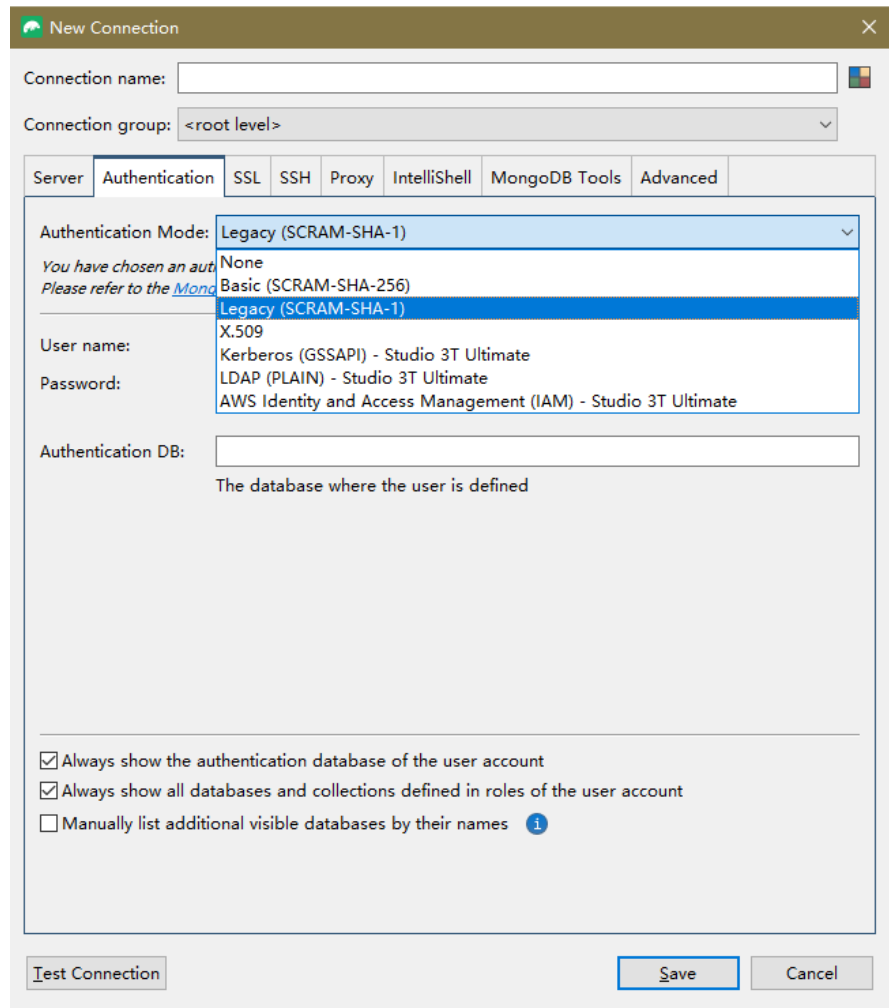 New Connection
Connection name:
Connection group: <root level>
Server Authentication SSL SSH Proxy IntelliShell MongoDB Tools Advanced
Authentication Mode: Legacy (SCRAM-SHA-1)
None
You have chosen an
Basic (SCRAM-SHA-256)
Please refer to the
Legacy (SCRAM-SHA-1)
X.509
User name:
Kerberos (GSSAPI) - Studio 3T Ultimate
Password:
LDAP (PLAIN) - Studio 3T Ultimate
AWS Identity and Access Management (IAM) - Studio 3T Ultimate
Authentication DB:
The database where the user is defined
Always show the authentication database of the user account
Always show all databases and collections defined in roles of the user account
Manually list additional visible databases by their names
Test Connection Save Cancel